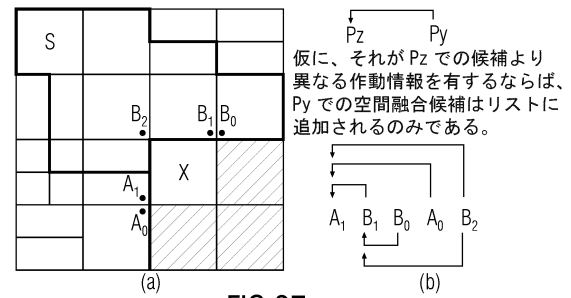 S
B₂
B₁ B₀
A₁
X
A₀
(a)
Pz Py
仮に、それが Pz での候補より
異なる作動情報を有するならば、
Py での空間融合候補はリストに
追加されるのみである。
A₁ B₁ B₀ A₀ B₂
(b)